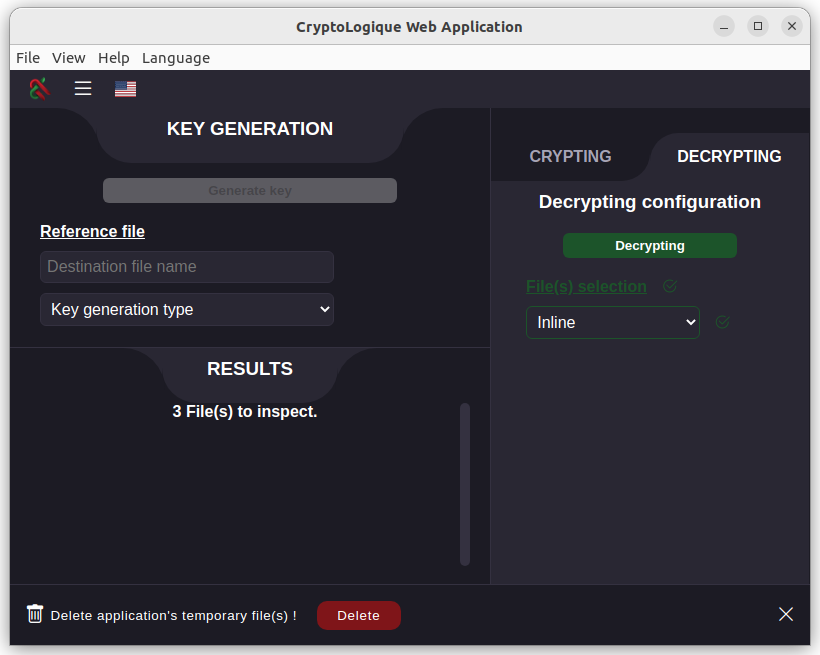 CryptoLogique Web Application
File View Help Language
KEY GENERATION
Generate key
Reference file
Destination file name
Key generation type
RESULTS
3 File(s) to inspect.
CRYPTING DECRYPTING
Decrypting configuration
Decrypting
File(s) selection
Inline
Delete application's temporary file(s) ! Delete